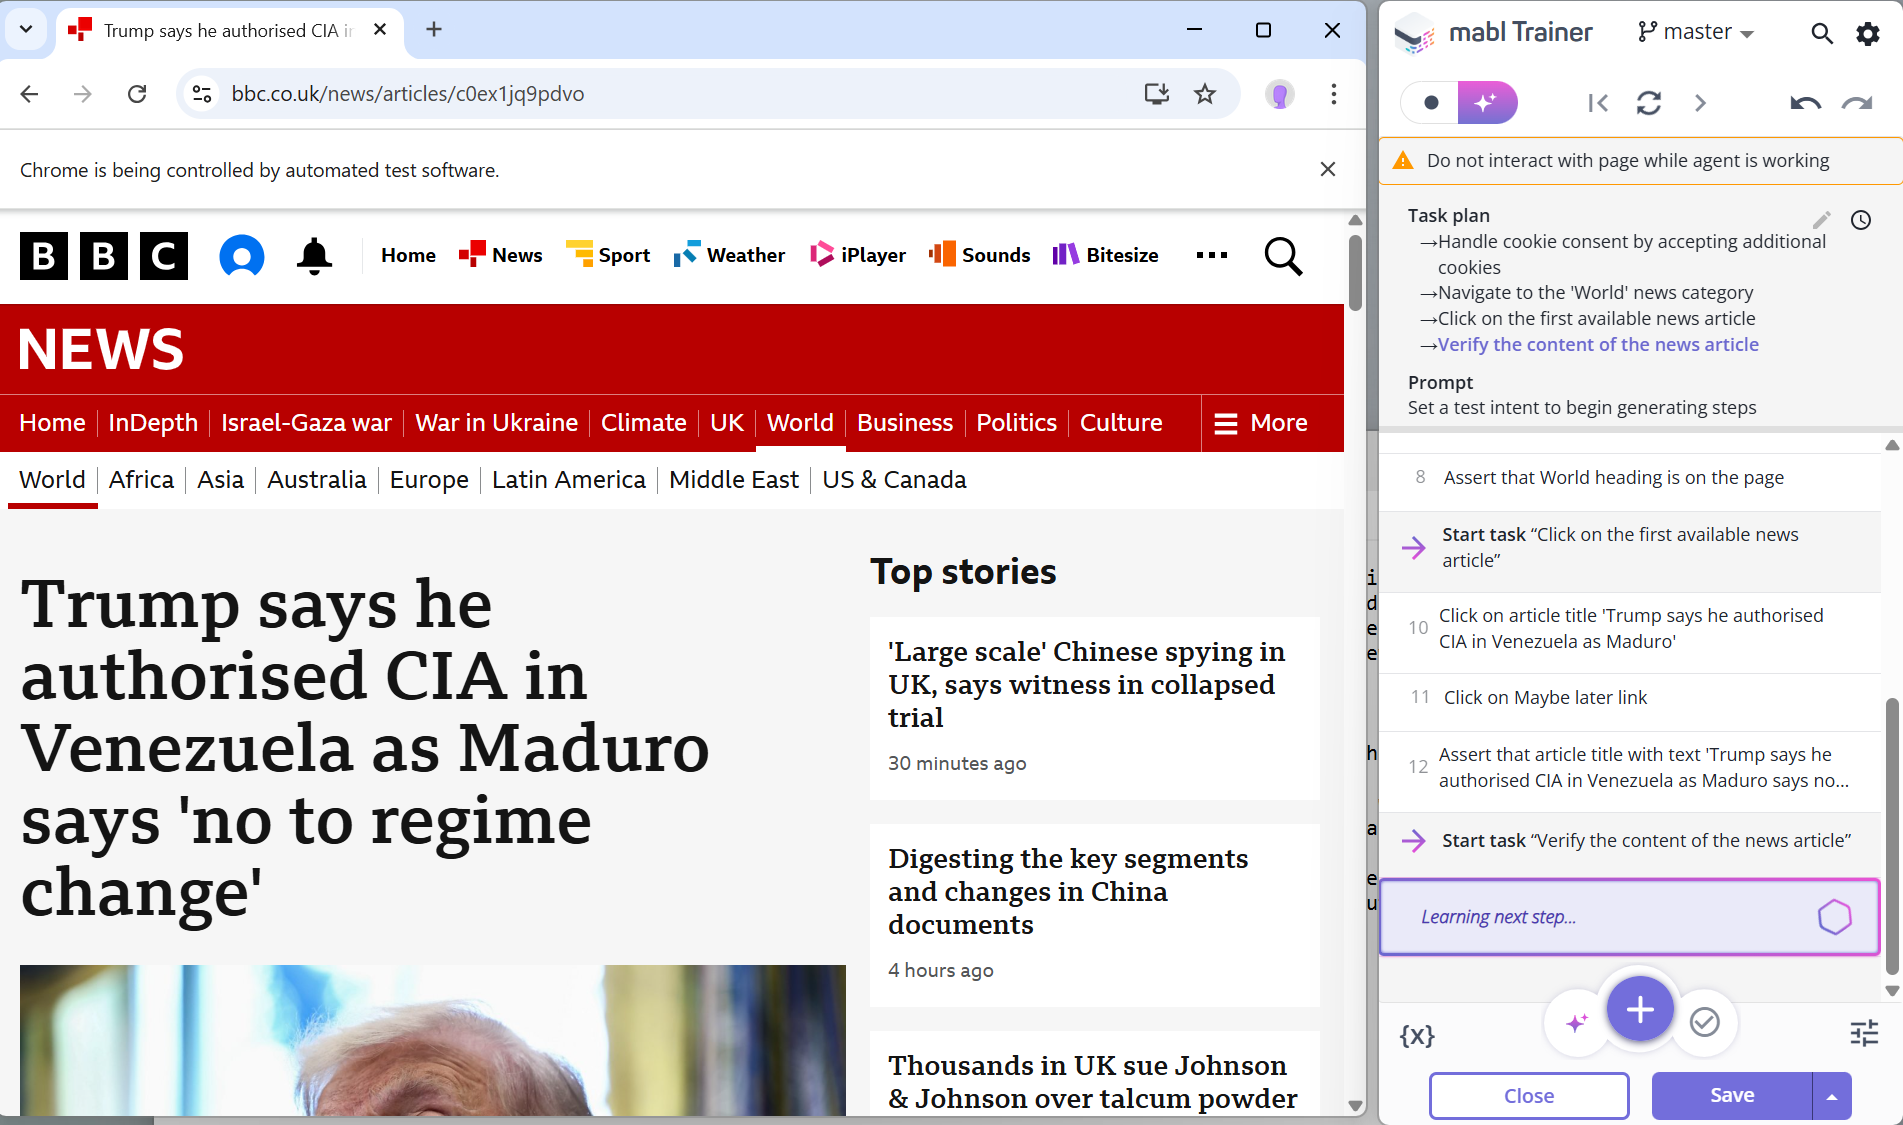 Trump says he authorised CIA in
bbc.co.uk/news/articles/c0ex1jq9pdvo
Chrome is being controlled by automated test software.
BBC
Home
News
Sport
Weather
iPlayer
Sounds
Bitesize
NEWS
Home
InDepth
Israel-Gaza war
War in Ukraine
Climate
UK
World
Business
Politics
Culture
More
World
Africa
Asia
Australia
Europe
Latin America
Middle East
US & Canada
Trump says he
authorised CIA in
Venezuela as Maduro
says 'no to regime
change'
Top stories
'Large scale' Chinese spying in
UK, says witness in collapsed
trial
30 minutes ago
Digesting the key segments
and changes in China
documents
4 hours ago
Thousands in UK sue Johnson
& Johnson over talcum powder
mabl Trainer
master
Do not interact with page while agent is working
Task plan
→Handle cookie consent by accepting additional
cookies
→Navigate to the 'World' news category
→Click on the first available news article
→Verify the content of the news article
Prompt
Set a test intent to begin generating steps
8 Assert that World heading is on the page
Start task “Click on the first available news
article”
10 Click on article title 'Trump says he authorised
CIA in Venezuela as Maduro'
11 Click on Maybe later link
12 Assert that article title with text 'Trump says he
authorised CIA in Venezuela as Maduro says no...
Start task “Verify the content of the news article”
Learning next step...
{x}
Close
Save